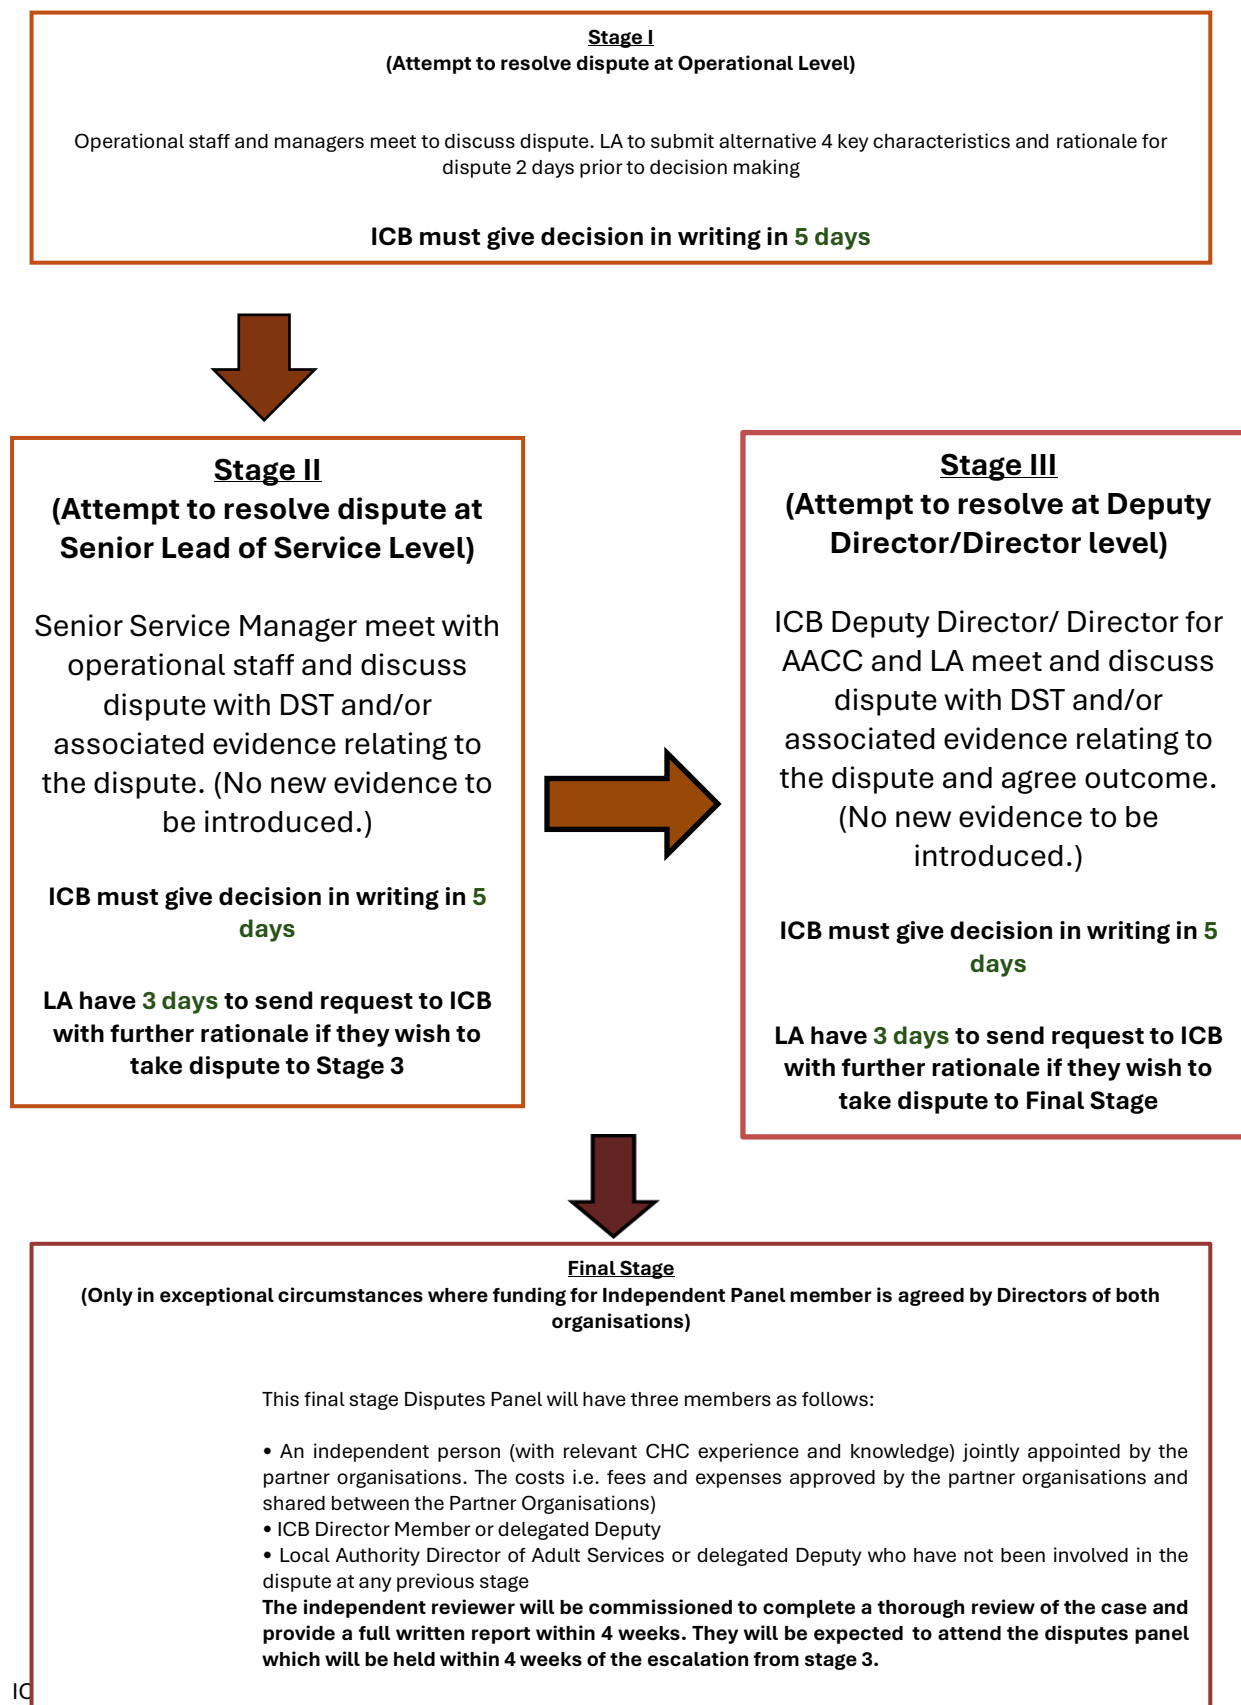 Stage I
(Attempt to resolve dispute at Operational Level)
Operational staff and managers meet to discuss dispute. LA to submit alternative 4 key characteristics and rationale for
dispute 2 days prior to decision making
ICB must give decision in writing in 5 days
Stage II
(Attempt to resolve dispute at
Senior Lead of Service Level)
Senior Service Manager meet with
operational staff and discuss
dispute with DST and/or
associated evidence relating to
the dispute. (No new evidence to
be introduced.)
ICB must give decision in writing in 5
days
LA have 3 days to send request to ICB
with further rationale if they wish to
take dispute to Stage 3
Stage III
(Attempt to resolve at Deputy
Director/Director level)
ICB Deputy Director/ Director for
AACC and LA meet and discuss
dispute with DST and/or
associated evidence relating to
the dispute and agree outcome.
(No new evidence to be
introduced.)
ICB must give decision in writing in 5
days
LA have 3 days to send request to ICB
with further rationale if they wish to
take dispute to Final Stage
Final Stage
(Only in exceptional circumstances where funding for Independent Panel member is agreed by Directors of both
organisations)
This final stage Disputes Panel will have three members as follows:
• An independent person (with relevant CHC experience and knowledge) jointly appointed by the
partner organisations. The costs i.e. fees and expenses approved by the partner organisations and
shared between the Partner Organisations)
• ICB Director Member or delegated Deputy
• Local Authority Director of Adult Services or delegated Deputy who have not been involved in the
dispute at any previous stage
The independent reviewer will be commissioned to complete a thorough review of the case and
provide a full written report within 4 weeks. They will be expected to attend the disputes panel
which will be held within 4 weeks of the escalation from stage 3.